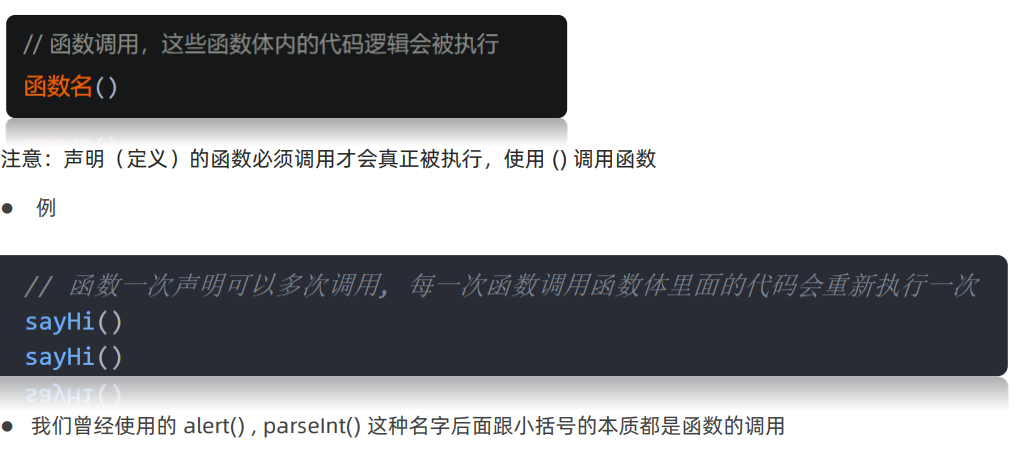 // 函数调用，这些函数体内的代码逻辑会被执行
函数名()
注意：声明（定义）的函数必须调用才会真正被执行，使用 () 调用函数
● 例
// 函数一次声明可以多次调用, 每一次函数调用函数体里面的代码会重新执行一次
sayHi()
sayHi()
● 我们曾经使用的 alert() , parseInt() 这种名字后面跟小括号的本质都是函数的调用